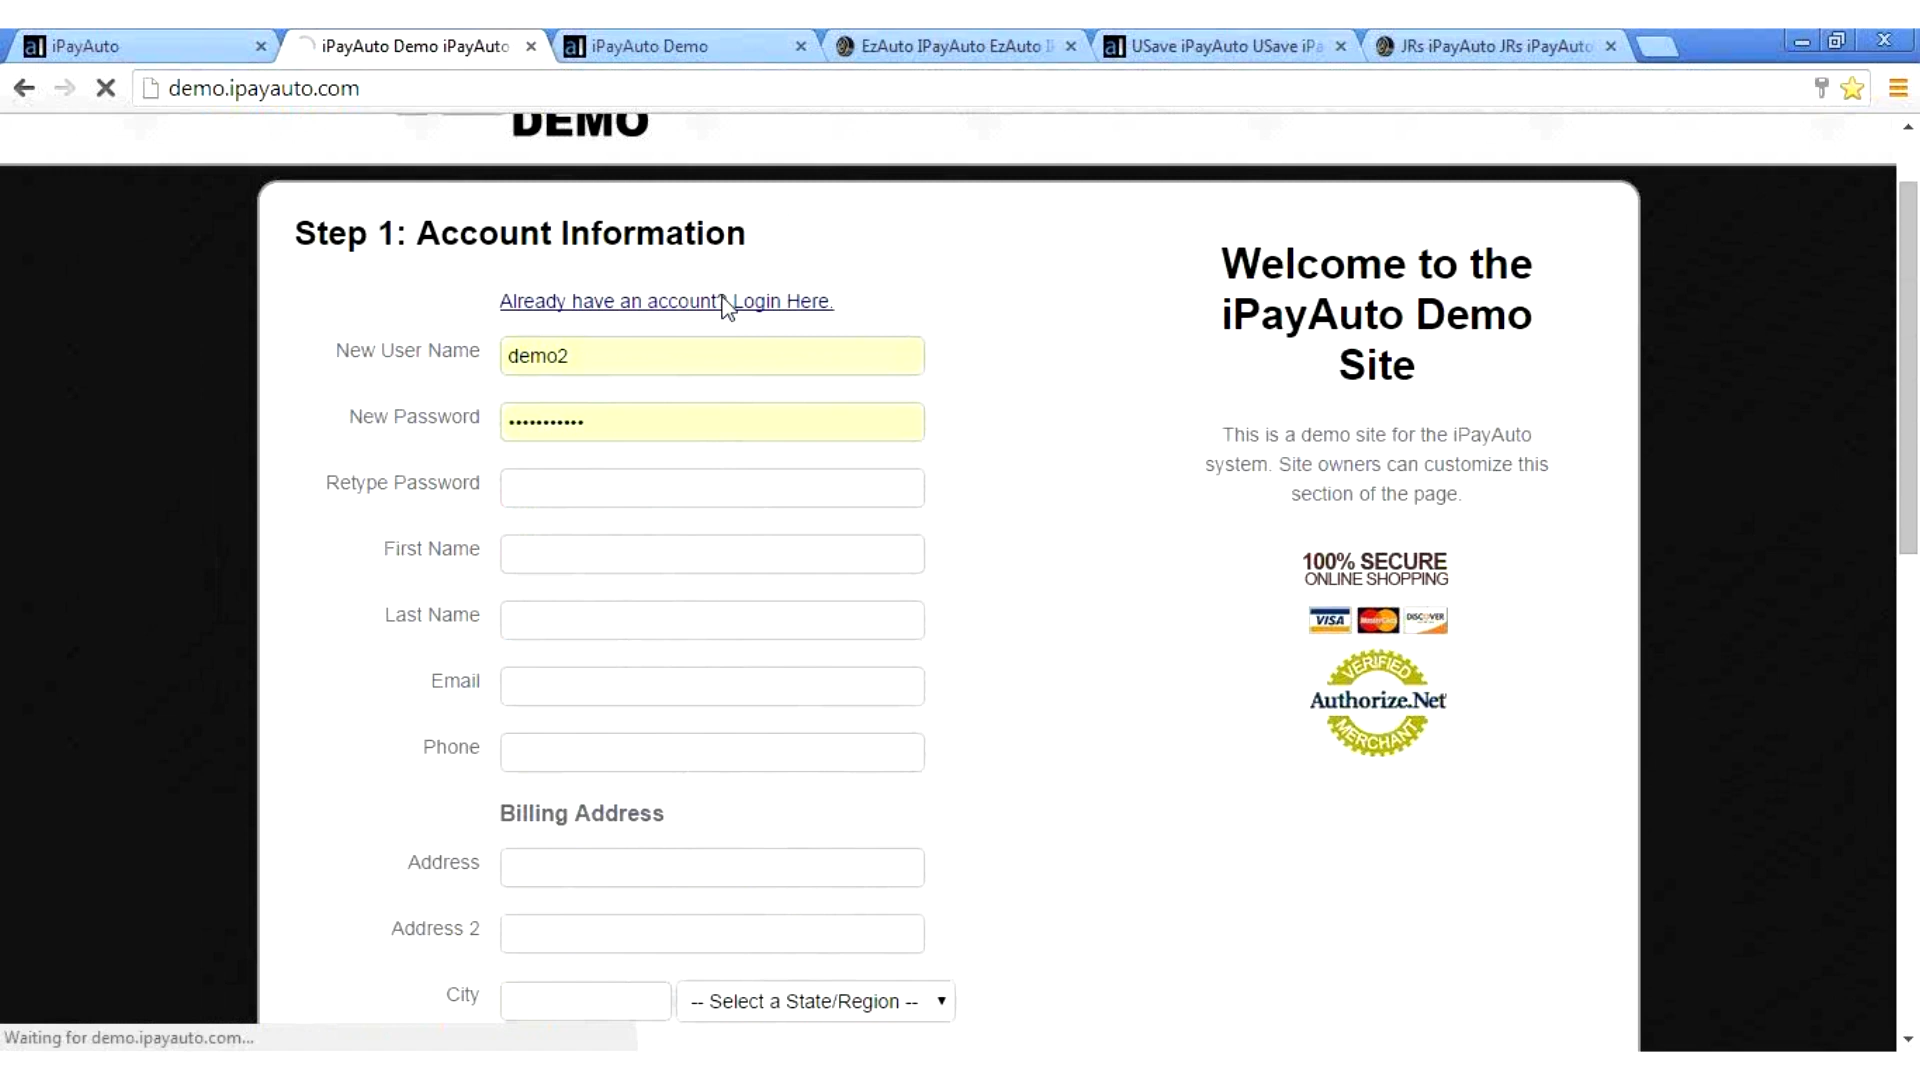 iPayAuto
iPayAuto Demo iPayAuto
iPayAuto Demo
EzAuto IPayAuto EzAuto I
USave iPayAuto USave iPa
JRs iPayAuto JRs iPayAuto
demo.ipayauto.com
DEMO
Step 1: Account Information
Already have an account? Login Here.
New User Name
demo2
New Password
•••••••••••
Retype Password
First Name
Last Name
Email
Phone
Billing Address
Address
Address 2
City
-- Select a State/Region --
Welcome to the
iPayAuto Demo
Site
This is a demo site for the iPayAuto
system. Site owners can customize this
section of the page.
100% SECURE
ONLINE SHOPPING
VISA MasterCard DISCOVER
VERIFIED
Authorize.Net
MERCHANT
Waiting for demo.ipayauto.com...